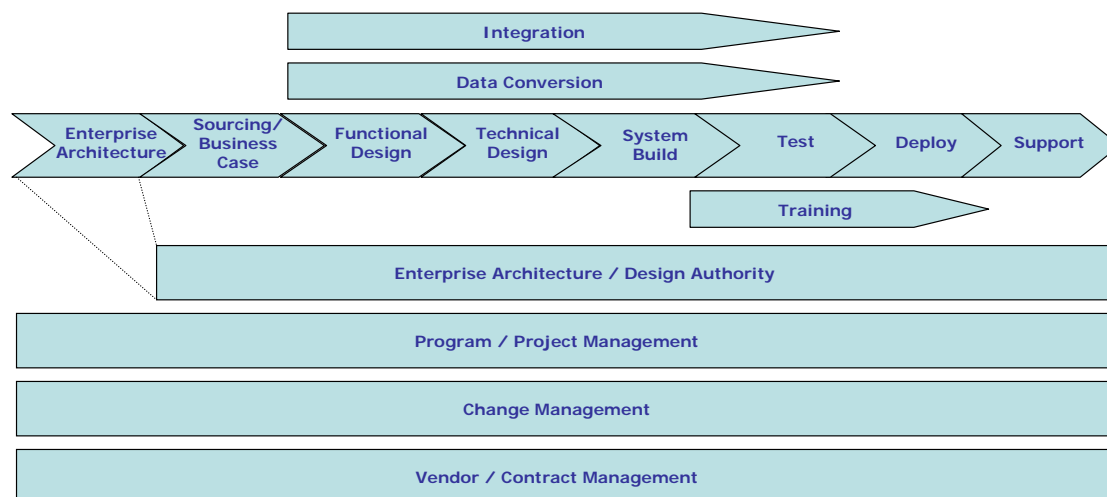 Integration
Data Conversion
Enterprise
Architecture
Sourcing/
Business
Case
Functional
Design
Technical
Design
System
Build
Test
Deploy
Support
Training
Enterprise Architecture / Design Authority
Program / Project Management
Change Management
Vendor / Contract Management